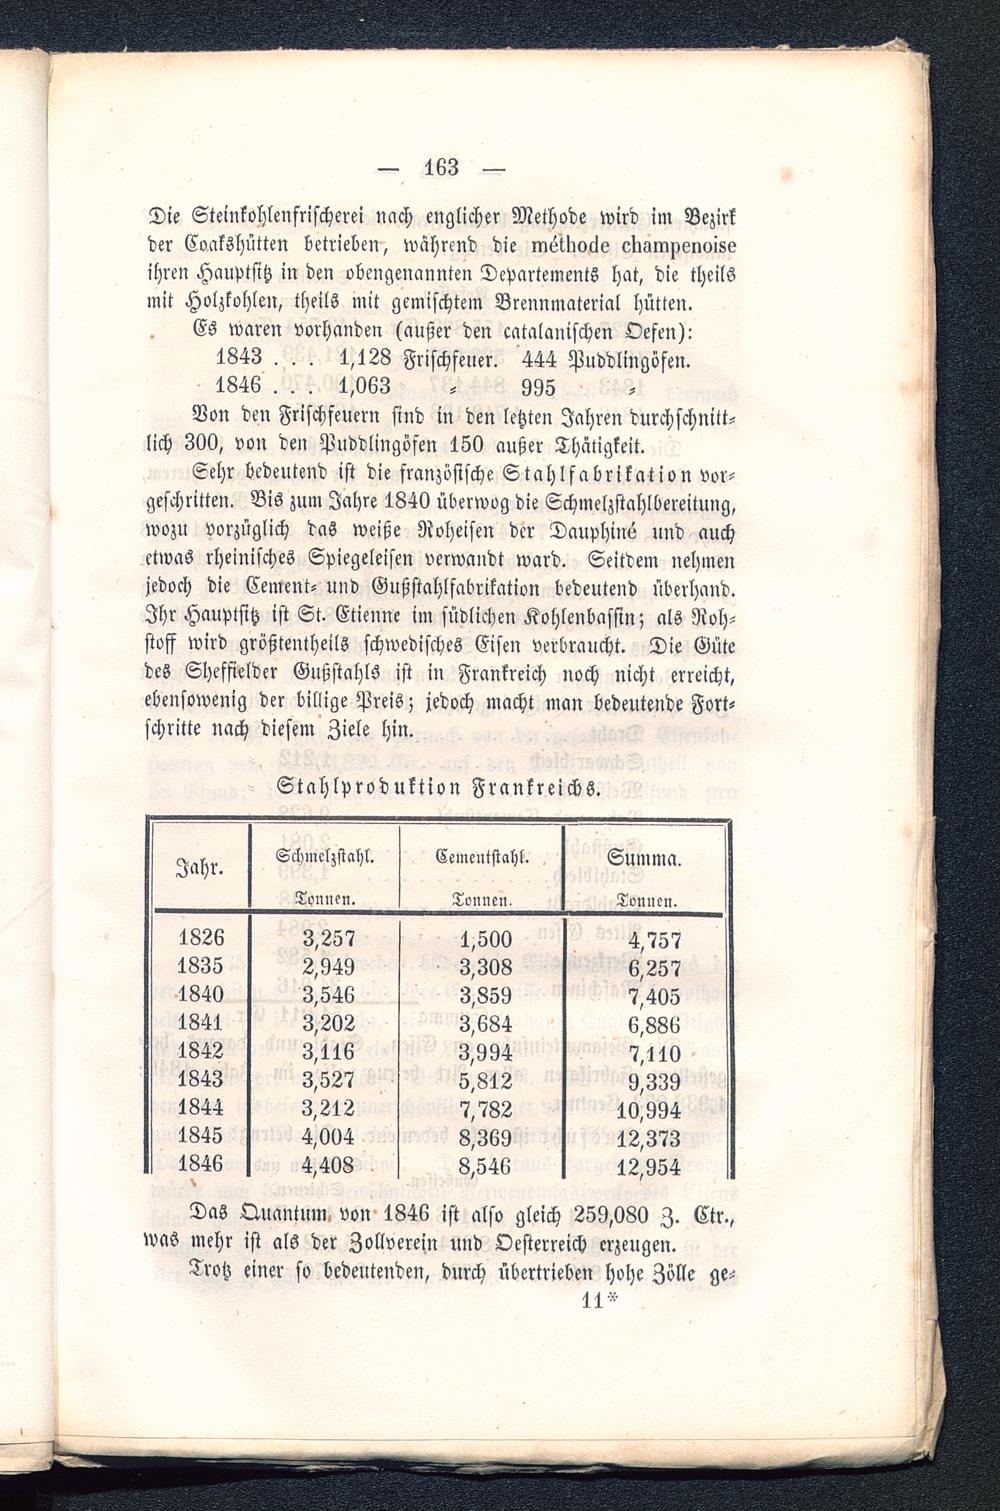 — 163 —
Die Steinkohlenfrischerei nach englicher Methode wird im Bezirk
der Coakshütten betrieben, während die méthode champenoise
ihren Hauptsitz in den obengenannten Departements hat, die theils
mit Holzkohlen, theils mit gemischtem Brennmaterial hütten.
Es waren vorhanden (außer den catalanischen Oefen):
1843 . . . 1,128 Frischfeuer. 444 Puddlingöfen.
1846 . . . 1,063 „ 995 „
Von den Frischfeuern sind in den letzten Jahren durchschnitt-
lich 300, von den Puddlingöfen 150 außer Thätigkeit.
Sehr bedeutend ist die französische Stahlfabrikation vor-
geschritten. Bis zum Jahre 1840 überwog die Schmelzstahlbereitung,
wozu vorzüglich das weiße Roheisen der Dauphiné und auch
etwas rheinisches Spiegeleisen verwandt ward. Seitdem nehmen
jedoch die Cement- und Gußstahlfabrikation bedeutend überhand.
Ihr Hauptsitz ist St. Etienne im südlichen Kohlenbassin; als Roh-
stoff wird größtentheils schwedisches Eisen verbraucht. Die Güte
des Sheffielder Gußstahls ist in Frankreich noch nicht erreicht,
ebensowenig der billige Preis; jedoch macht man bedeutende Fort-
schritte nach diesem Ziele hin.
Stahlproduktion Frankreichs.
Jahr. Schmelzstahl. Cementstahl. Summa.
Tonnen. Tonnen. Tonnen.
1826 3,257 1,500 4,757
1835 2,949 3,308 6,257
1840 3,546 3,859 7,405
1841 3,202 3,684 6,886
1842 3,116 3,994 7,110
1843 3,527 5,812 9,339
1844 3,212 7,782 10,994
1845 4,004 8,369 12,373
1846 4,408 8,546 12,954
Das Quantum von 1846 ist also gleich 259,080 Z. Ctr.,
was mehr ist als der Zollverein und Oesterreich erzeugen.
Trotz einer so bedeutenden, durch übertrieben hohe Zölle ge-
11*